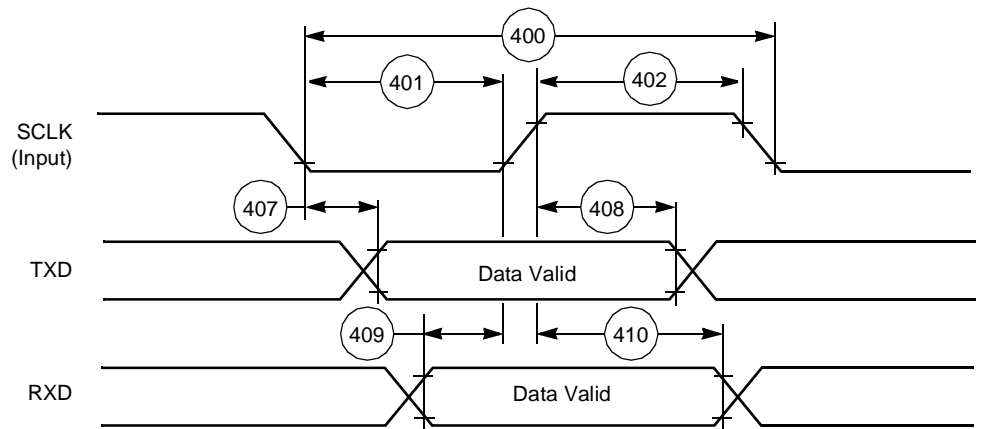 400
401
402
SCLK
(Input)
407
408
TXD
Data Valid
409
410
RXD
Data Valid